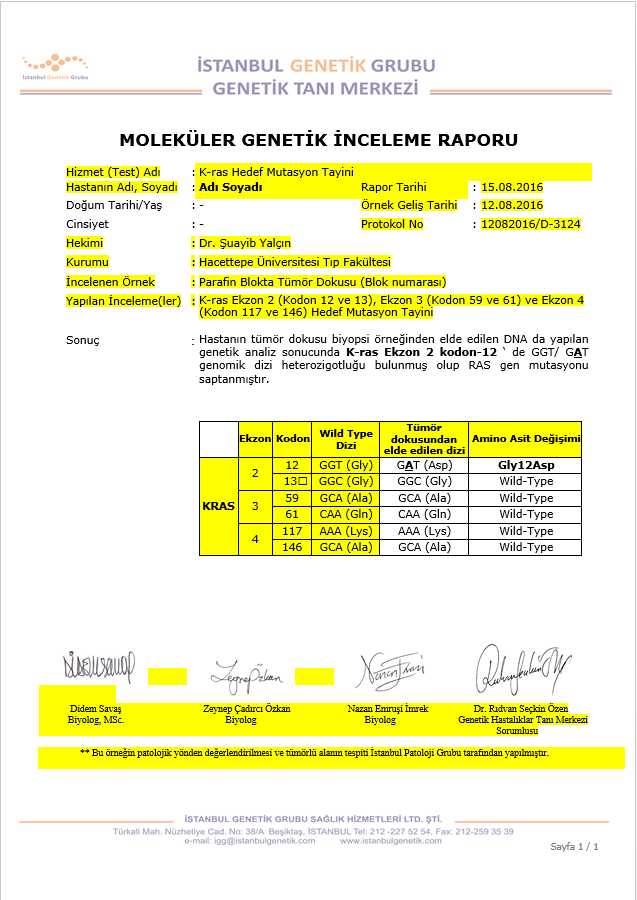 İstanbul Genetik Grubu
İSTANBUL GENETİK GRUBU
GENETİK TANI MERKEZİ
MOLEKÜLER GENETİK İNCELEME RAPORU
Hizmet (Test) Adı : K-ras Hedef Mutasyon Tayini
Hastanın Adı, Soyadı : Adı Soyadı Rapor Tarihi : 15.08.2016
Doğum Tarihi/Yaş : - Örnek Geliş Tarihi : 12.08.2016
Cinsiyet : - Protokol No : 12082016/D-3124
Hekimi : Dr. Şuayib Yalçın
Kurumu : Hacettepe Üniversitesi Tıp Fakültesi
İncelenen Örnek : Parafin Blokta Tümör Dokusu (Blok numarası)
Yapılan İnceleme(ler) : K-ras Ekzon 2 (Kodon 12 ve 13), Ekzon 3 (Kodon 59 ve 61) ve Ekzon 4
(Kodon 117 ve 146) Hedef Mutasyon Tayini
Sonuç : Hastanın tümör dokusu biyopsi örneğinden elde edilen DNA da yapılan
genetik analiz sonucunda K-ras Ekzon 2 kodon-12 ` de GGT/ GAT
genomik dizi heterozigotluğu bulunmuş olup RAS gen mutasyonu
saptanmıştır.
Ekzon Kodon Wild Type Dizi Tümör dokusundan elde edilen dizi Amino Asit Değişimi
KRAS
2 12 GGT (Gly) GAT (Asp) Gly12Asp
13□ GGC (Gly) GGC (Gly) Wild-Type
3 59 GCA (Ala) GCA (Ala) Wild-Type
61 CAA (Gln) CAA (Gln) Wild-Type
4 117 AAA (Lys) AAA (Lys) Wild-Type
146 GCA (Ala) GCA (Ala) Wild-Type
Zeynep Özkan
Didem Savaş Zeynep Çadırcı Özkan Nazan Emruşi İmrek Dr. Rıdvan Seçkin Özen
Biyolog, MSc. Biyolog Biyolog Genetik Hastalıklar Tanı Merkezi
Sorumlusu
** Bu örneğin patolojik yönden değerlendirilmesi ve tümörlü alanın tespiti İstanbul Patoloji Grubu tarafından yapılmıştır.
İSTANBUL GENETİK GRUBU SAĞLIK HİZMETLERİ LTD. ŞTİ.
Türkali Mah. Nüzhetiye Cad. No: 38/A Beşiktaş, İSTANBUL Tel: 212 -227 52 54, Fax: 212-259 35 39
e-mail: igg@istanbulgenetik.com www.istanbulgenetik.com
Sayfa 1 / 1